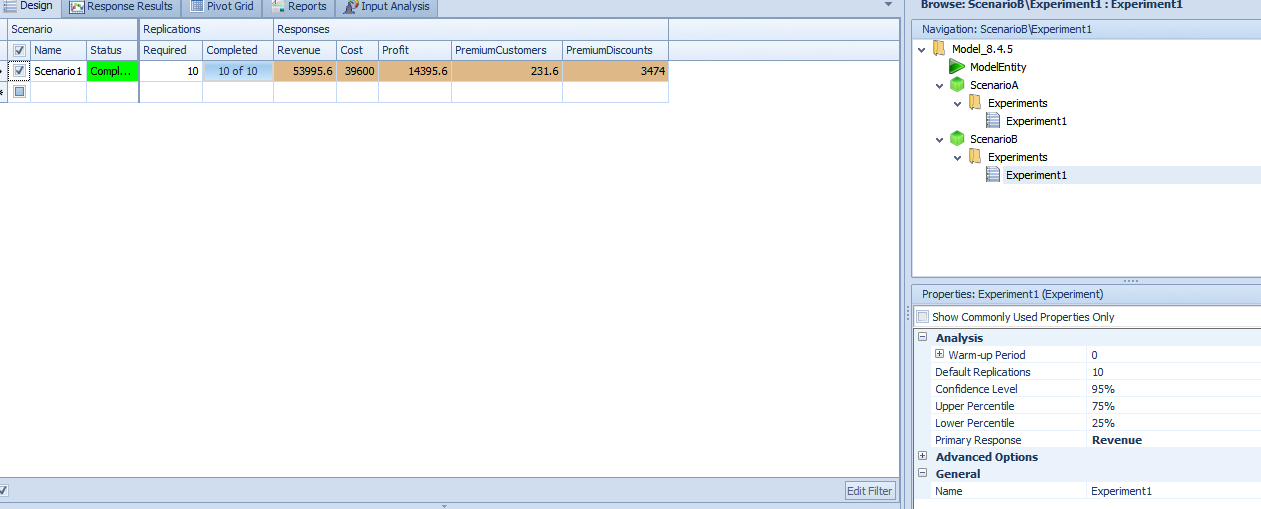 Design Response Results Pivot Grid Reports Input Analysis
Scenario Replications Responses
Name Status Required Completed Revenue Cost Profit PremiumCustomers PremiumDiscounts
Scenario1 Compl... 10 10 of 10 53995.6 39600 14395.6 231.6 3474
Edit Filter
Browse: ScenarioB\Experiment1 : Experiment1
Navigation: ScenarioB\Experiment1
Model_8.4.5
ModelEntity
ScenarioA
Experiments
Experiment1
ScenarioB
Experiments
Experiment1
Properties: Experiment1 (Experiment)
Show Commonly Used Properties Only
Analysis
Warm-up Period 0
Default Replications 10
Confidence Level 95%
Upper Percentile 75%
Lower Percentile 25%
Primary Response Revenue
Advanced Options
General
Name Experiment1